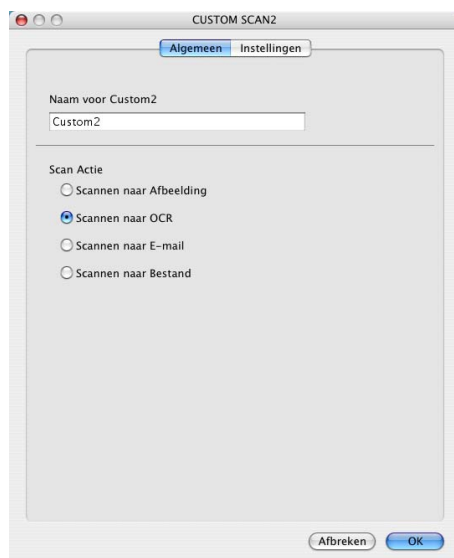 CUSTOM SCAN2
Algemeen Instellingen
Naam voor Custom2
Custom2
Scan Actie
Scannen naar Afbeelding
Scannen naar OCR
Scannen naar E-mail
Scannen naar Bestand
Afbreken OK